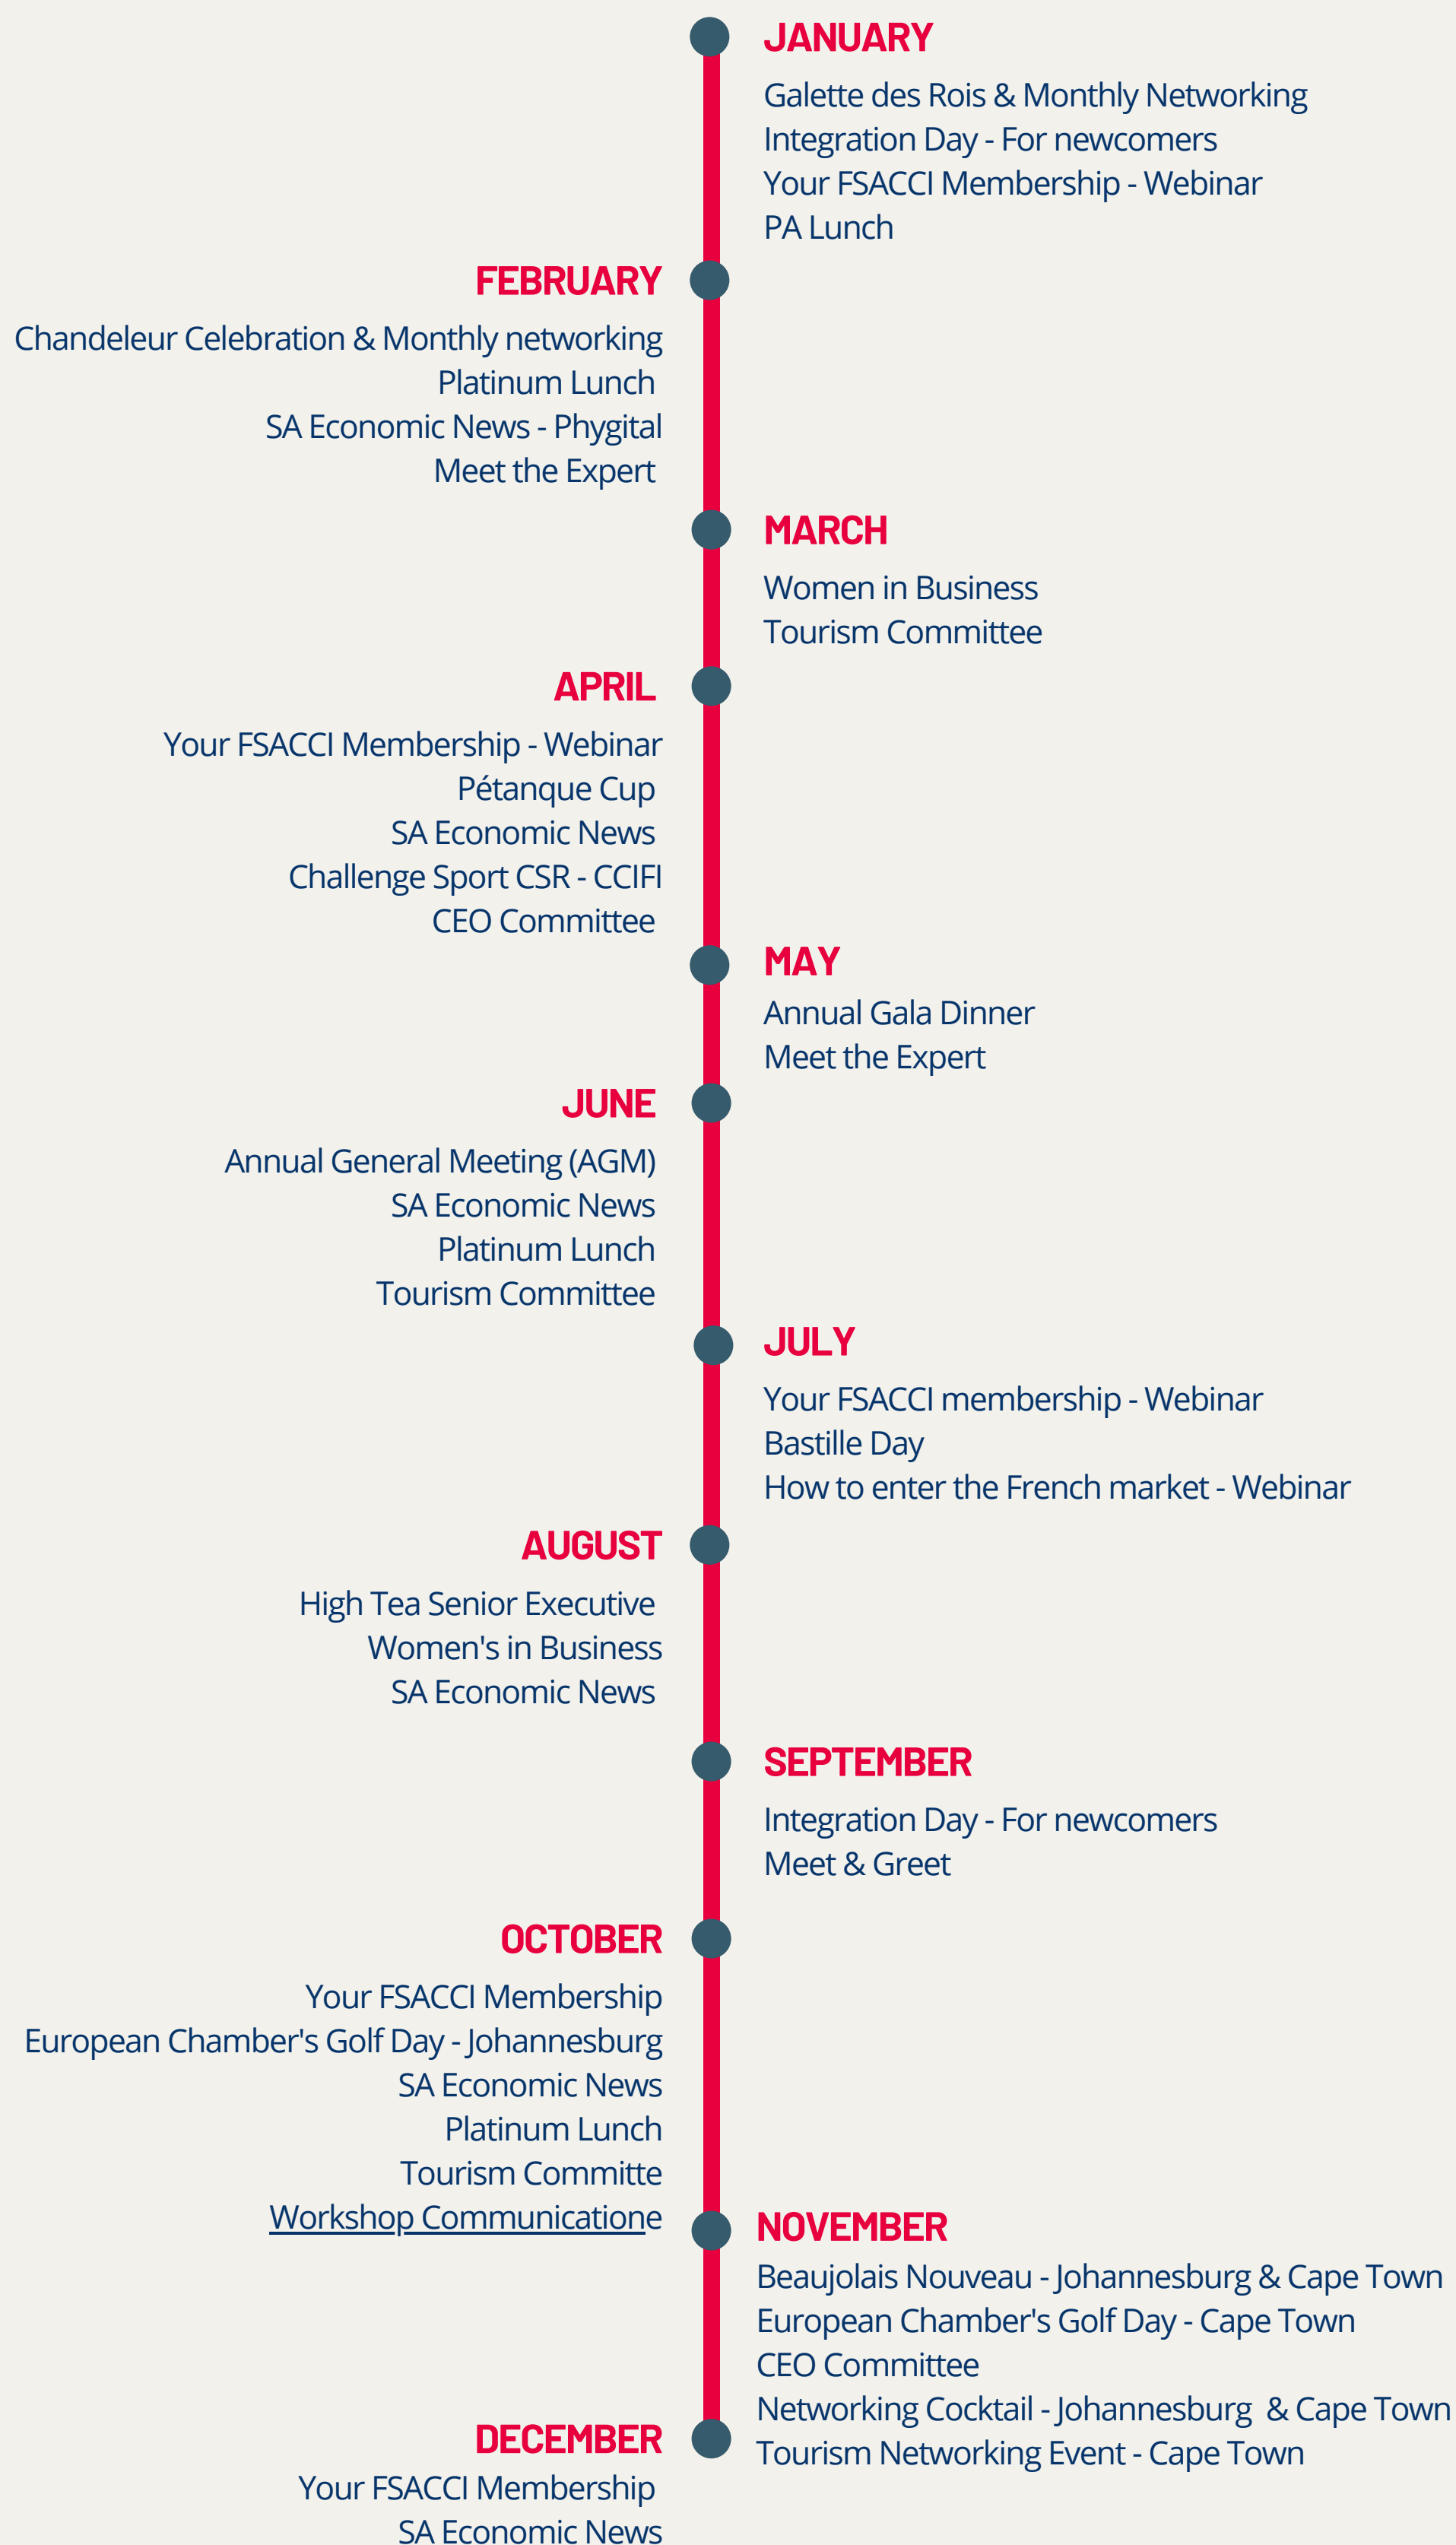 JANUARY
Galette des Rois & Monthly Networking
Integration Day - For newcomers
Your FSACCI Membership - Webinar
PA Lunch
FEBRUARY
Chandeleur Celebration & Monthly networking
Platinum Lunch
SA Economic News - Phygital
Meet the Expert
MARCH
Women in Business
Tourism Committee
APRIL
Your FSACCI Membership - Webinar
Pétanque Cup
SA Economic News
Challenge Sport CSR - CCIFI
CEO Committee
MAY
Annual Gala Dinner
Meet the Expert
JUNE
Annual General Meeting (AGM)
SA Economic News
Platinum Lunch
Tourism Committee
JULY
Your FSACCI membership - Webinar
Bastille Day
How to enter the French market - Webinar
AUGUST
High Tea Senior Executive
Women's in Business
SA Economic News
SEPTEMBER
Integration Day - For newcomers
Meet & Greet
OCTOBER
Your FSACCI Membership
European Chamber's Golf Day - Johannesburg
SA Economic News
Platinum Lunch
Tourism Committe
Workshop Communicatione
NOVEMBER
Beaujolais Nouveau - Johannesburg & Cape Town
European Chamber's Golf Day - Cape Town
CEO Committee
Networking Cocktail - Johannesburg & Cape Town
Tourism Networking Event - Cape Town
DECEMBER
Your FSACCI Membership
SA Economic News